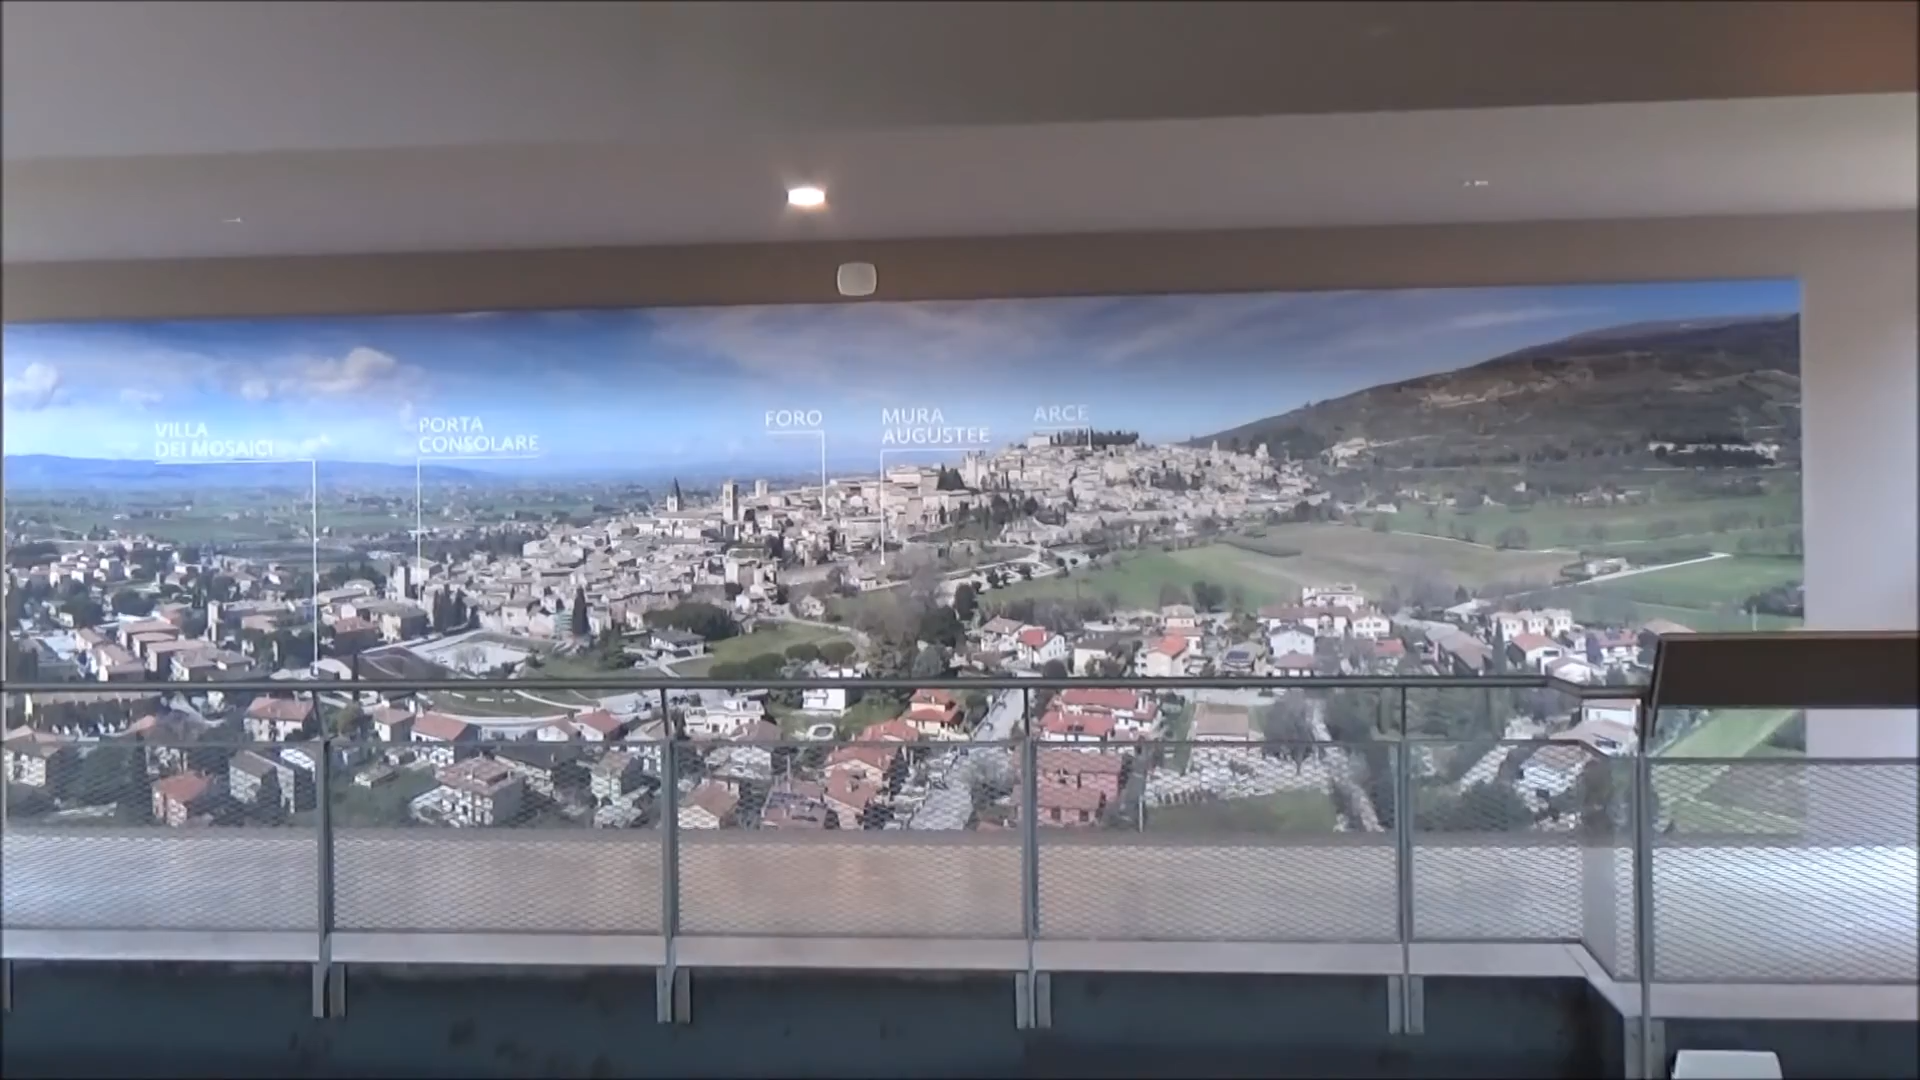 VILLA
DEI MOSAICI
PORTA
CONSOLARE
FORO
MURA
AUGUSTEE
ARCE